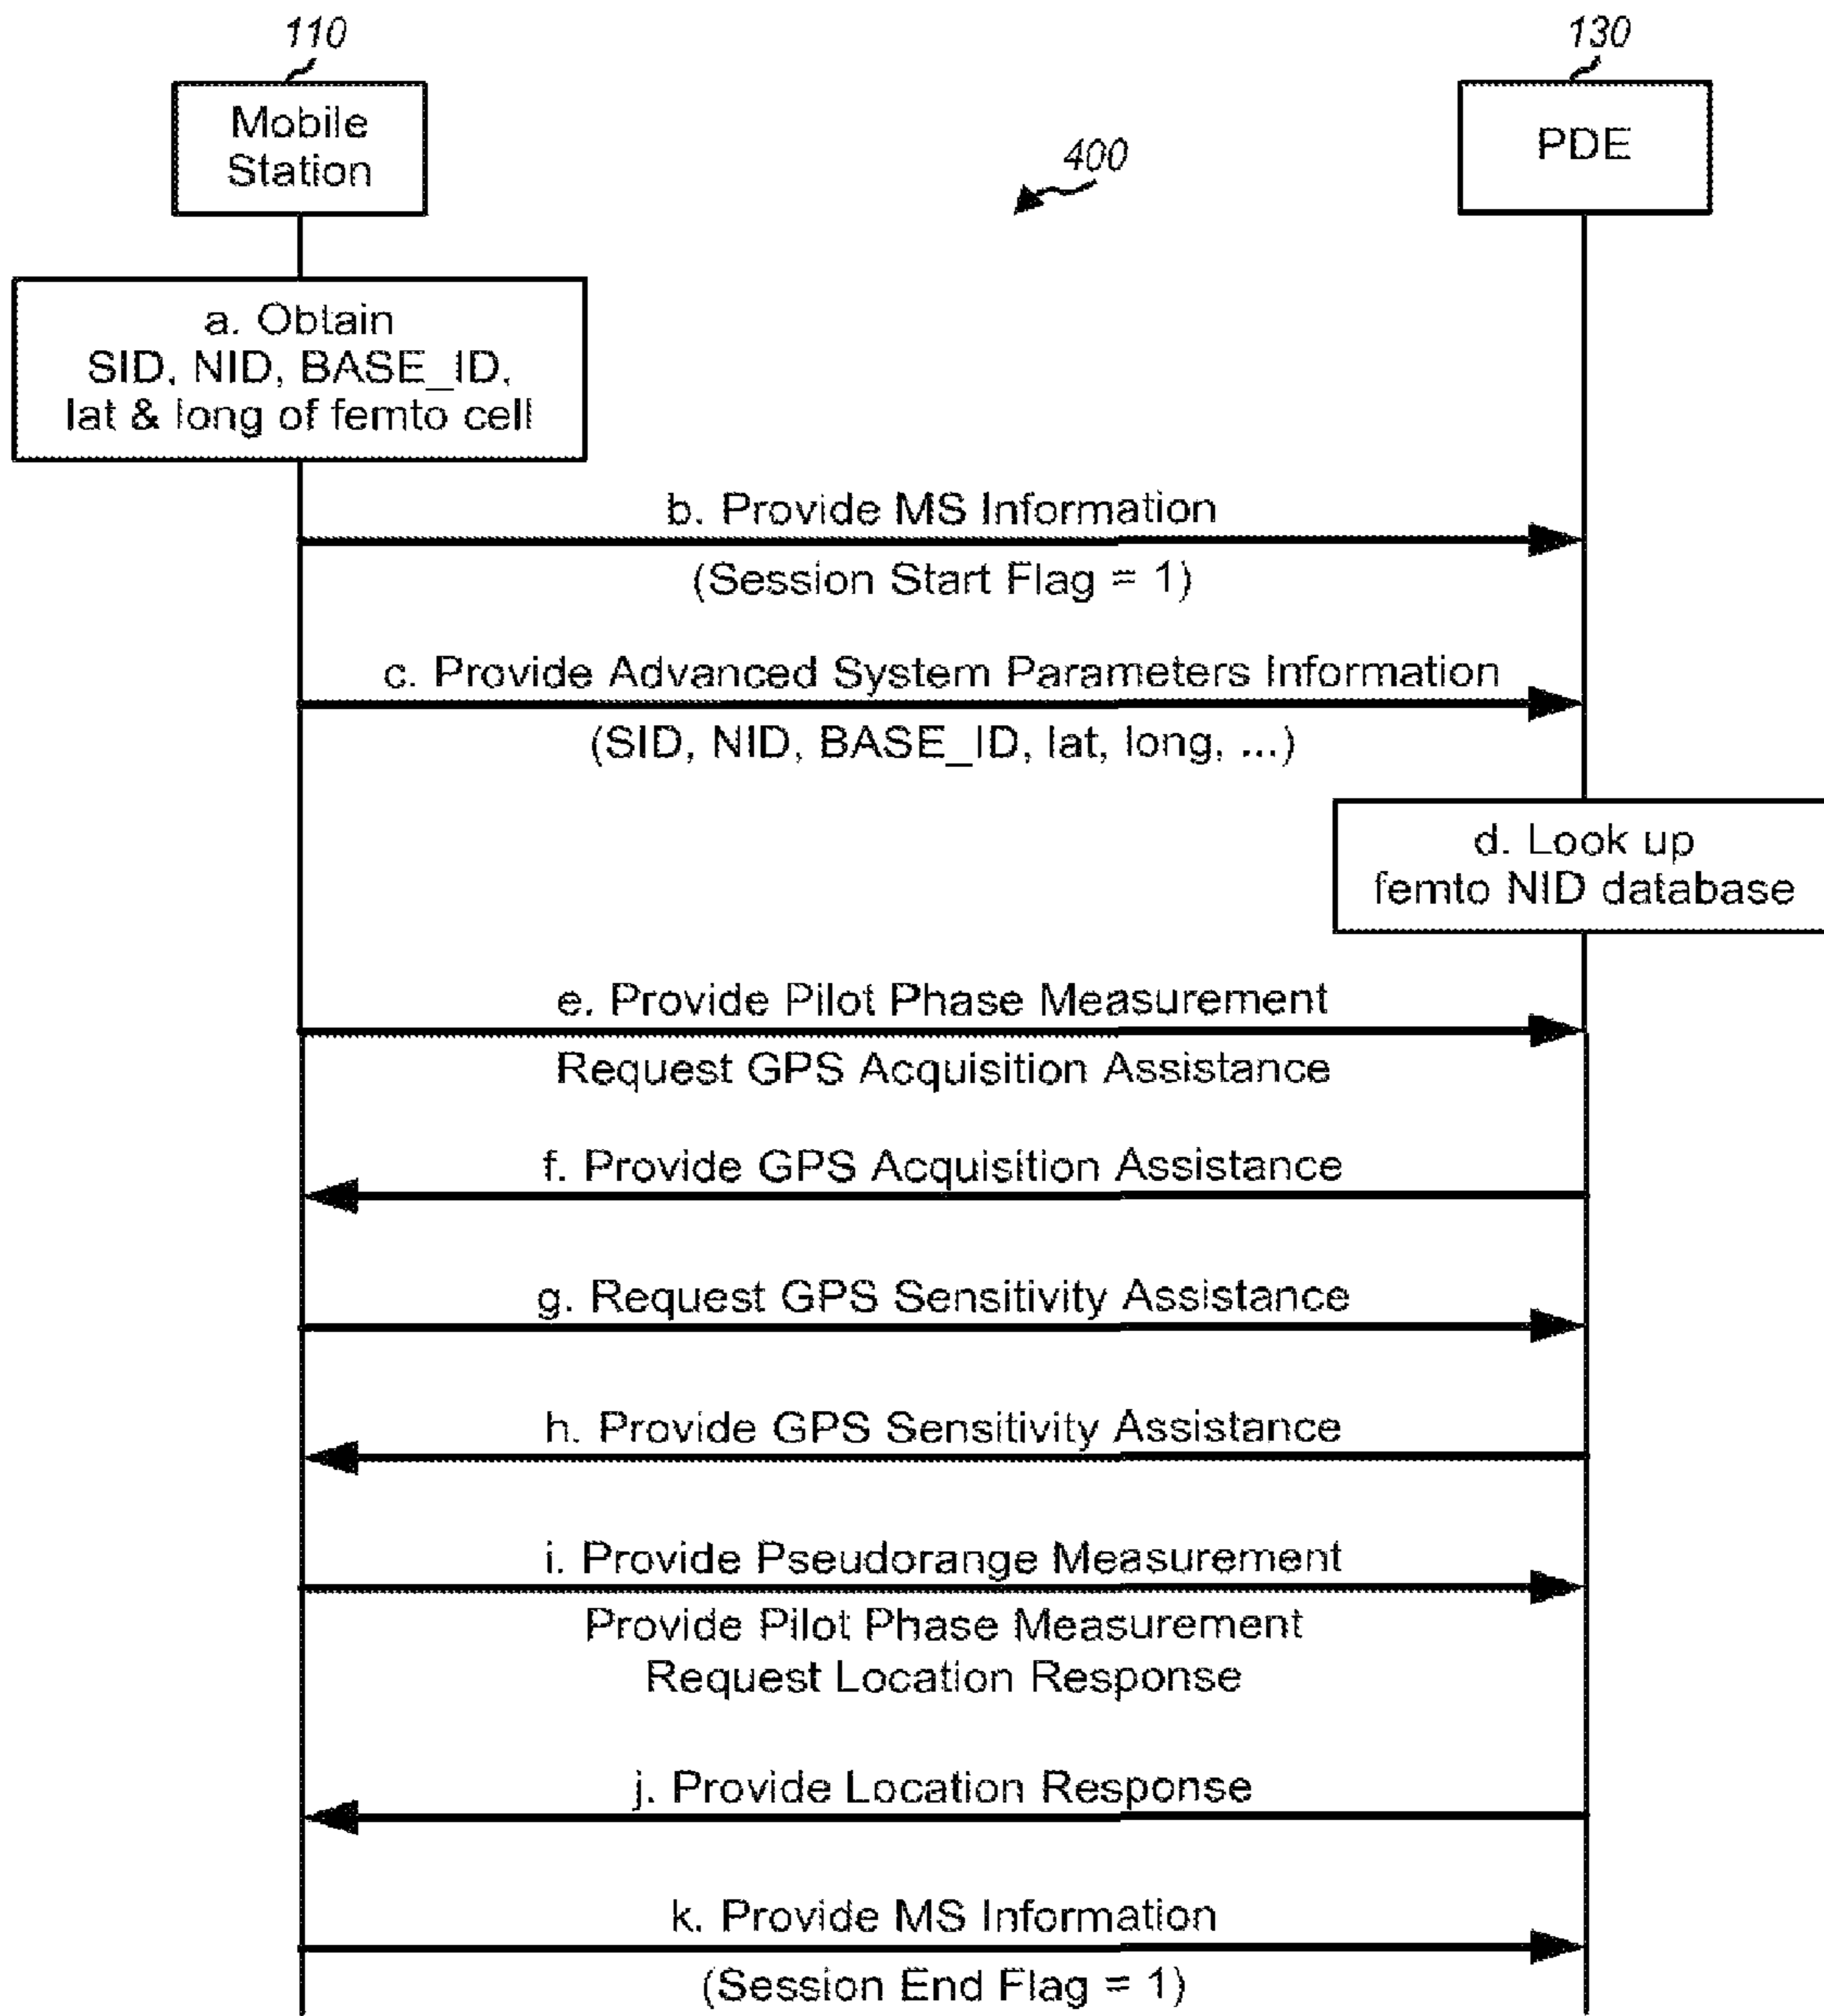 110
130
Mobile
Station
PDE
400
a. Obtain
SID, NID, BASE_ID,
lat & long of femto cell
b. Provide MS Information
(Session Start Flag = 1)
c. Provide Advanced System Parameters Information
(SID, NID, BASE_ID, lat, long, ...)
d. Look up
femto NID database
e. Provide Pilot Phase Measurement
Request GPS Acquisition Assistance
f. Provide GPS Acquisition Assistance
g. Request GPS Sensitivity Assistance
h. Provide GPS Sensitivity Assistance
i. Provide Pseudorange Measurement
Provide Pilot Phase Measurement
Request Location Response
j. Provide Location Response
k. Provide MS Information
(Session End Flag = 1)